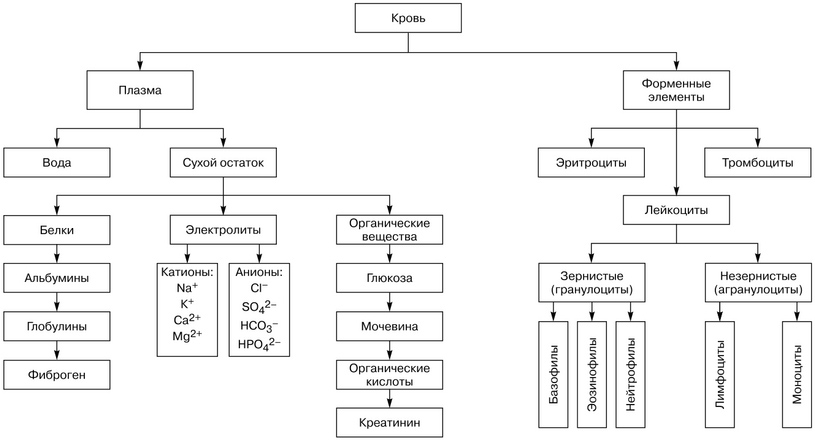 Кровь
Плазма
Форменные
элементы
Вода
Сухой остаток
Эритроциты
Тромбоциты
Лейкоциты
Белки
Электролиты
Органические
вещества
Альбумины
Глобулины
Фиброген
Катионы:
Na⁺
K⁺
Ca²⁺
Mg²⁺
Анионы:
Cl⁻
SO₄²⁻
HCO₃⁻
HPO₄²⁻
Глюкоза
Мочевина
Органические
кислоты
Креатинин
Зернистые
(гранулоциты)
Незернистые
(агранулоциты)
Базофилы
Эозинофилы
Нейтрофилы
Лимфоциты
Моноциты